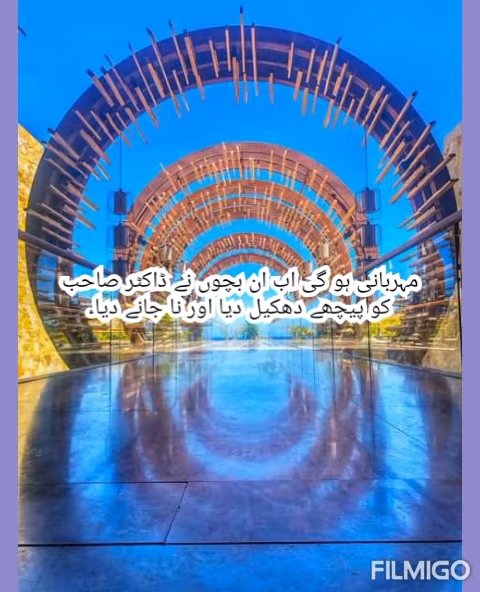 مہربانی ہو گی اب ان بچوں نے ڈاکٹر صاحب
کو پیچھے دھکیل دیا اور نا جانے دیا۔
FILMIGO